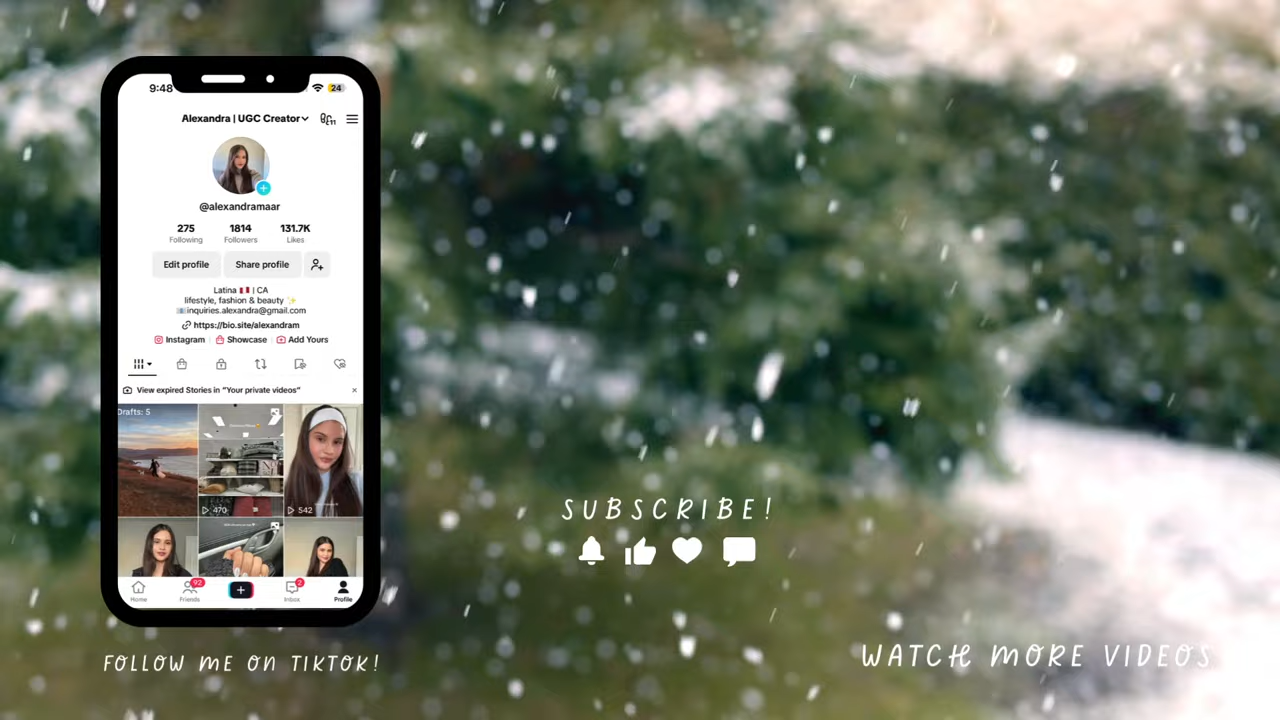 9:48
24
Alexandra | UGC Creator
11
@alexandramaar
275 1814 131.7K
Following Followers Likes
Edit profile Share profile
Latina 🇵🇪 | CA
lifestyle, fashion & beauty ✨
📧inquiries.alexandra@gmail.com
https://bio.site/alexandram
Instagram Showcase Add Yours
View expired Stories in “Your private videos” ×
Drafts: 5
470 542
92 2
Home Friends Inbox Profile
SUBSCRIBE!
FOLLOW ME ON TIKTOK!
WATCH MORE VIDEOS